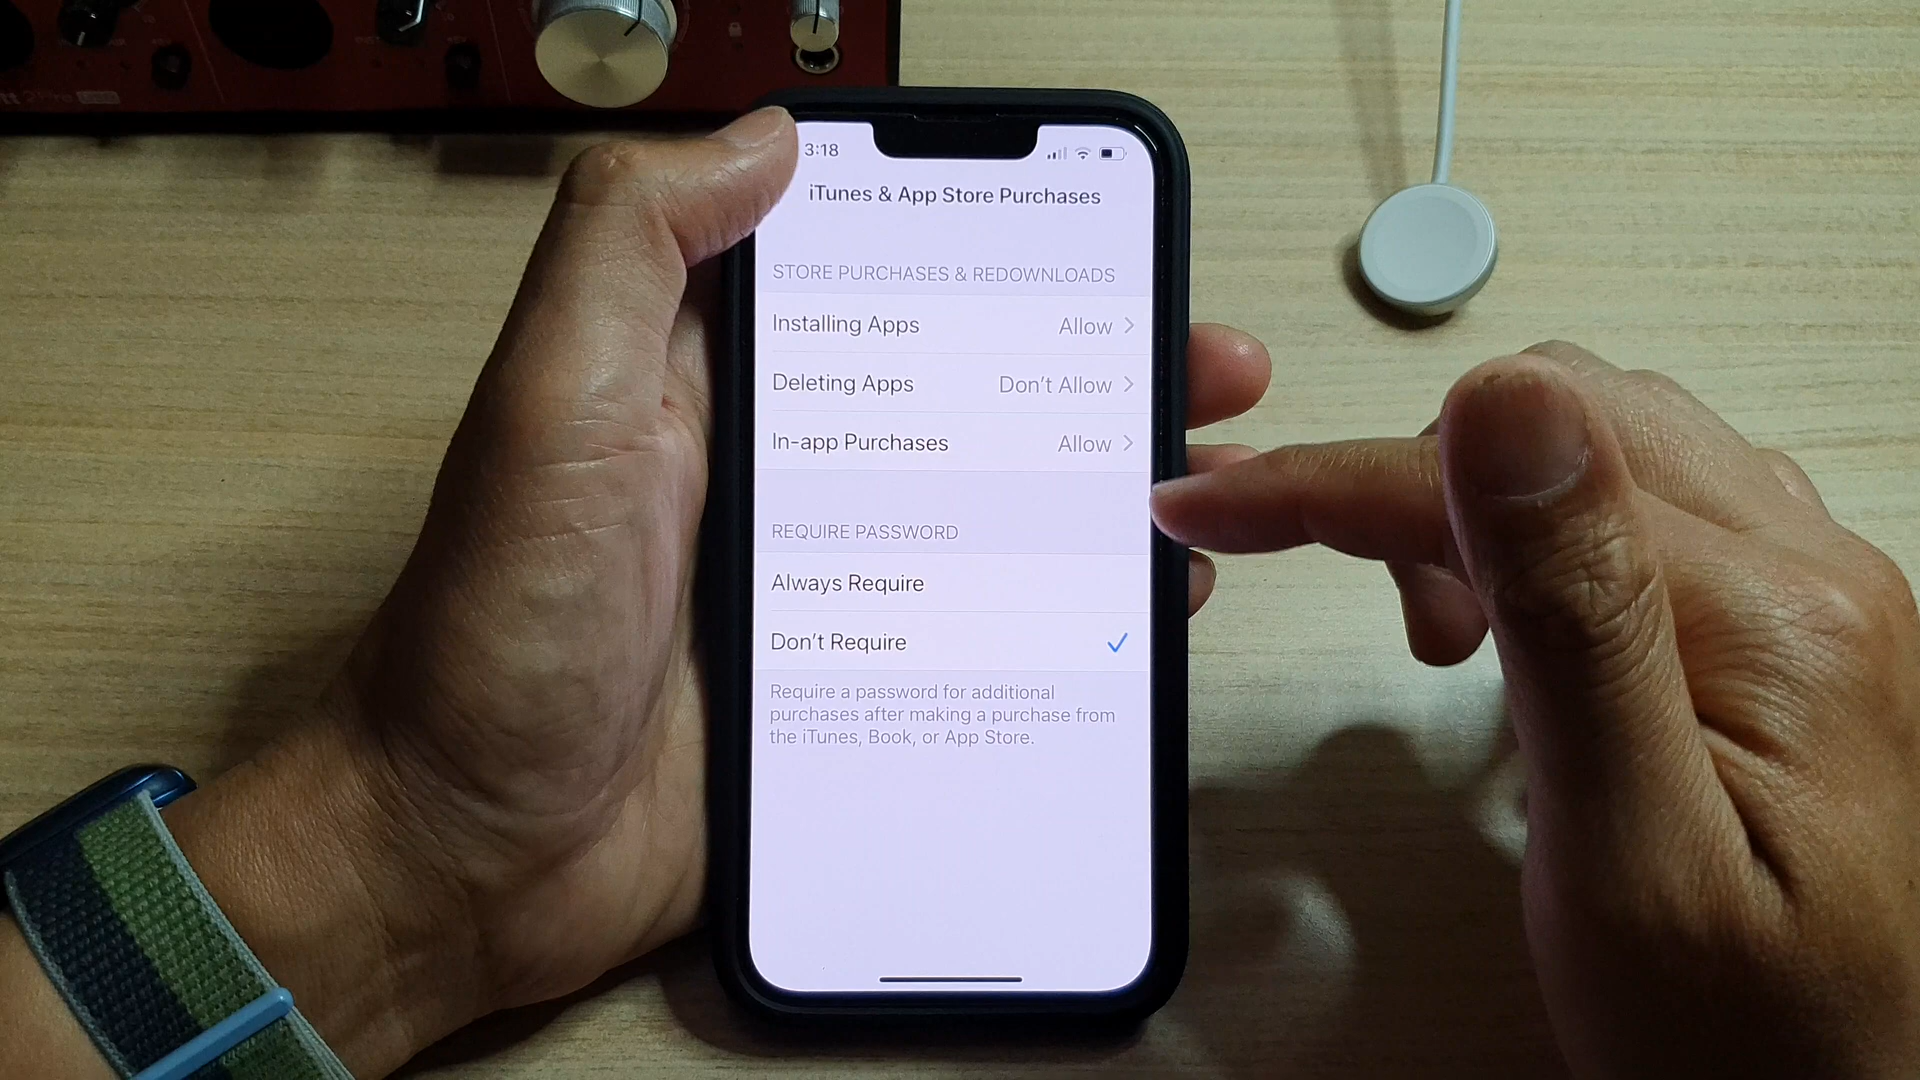 3:18
iTunes & App Store Purchases
STORE PURCHASES & REDOWNLOADS
Installing Apps Allow
Deleting Apps Don't Allow
In-app Purchases Allow
REQUIRE PASSWORD
Always Require
Don't Require
Require a password for additional
purchases after making a purchase from
the iTunes, Book, or App Store.